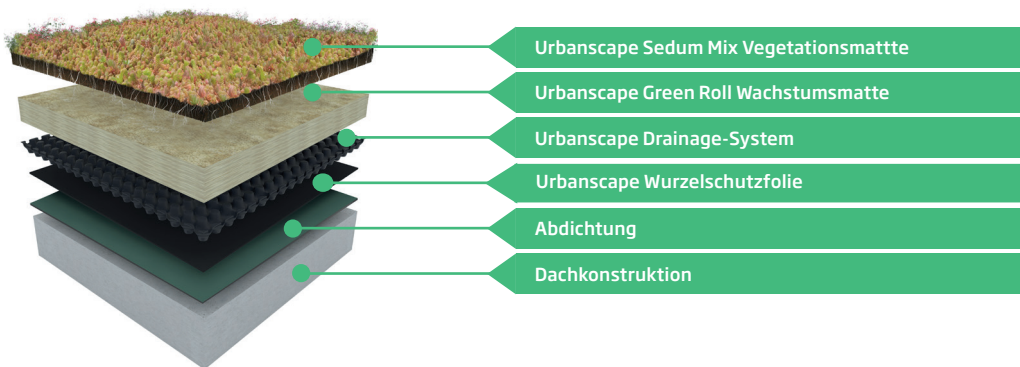 Urbanscape Sedum Mix Vegetationsmattte
Urbanscape Green Roll Wachstumsmatte
Urbanscape Drainage-System
Urbanscape Wurzelschutzfolie
Abdichtung
Dachkonstruktion